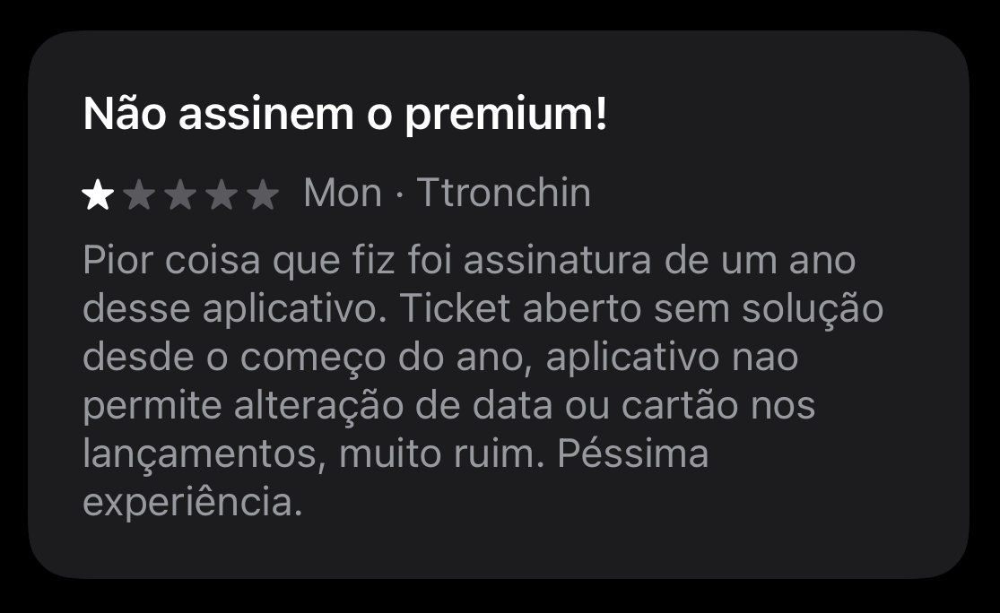 Não assinem o premium!
Mon · Ttronchin
Pior coisa que fiz foi assinatura de um ano
desse aplicativo. Ticket aberto sem solução
desde o começo do ano, aplicativo nao
permite alteração de data ou cartão nos
lançamentos, muito ruim. Péssima
experiência.